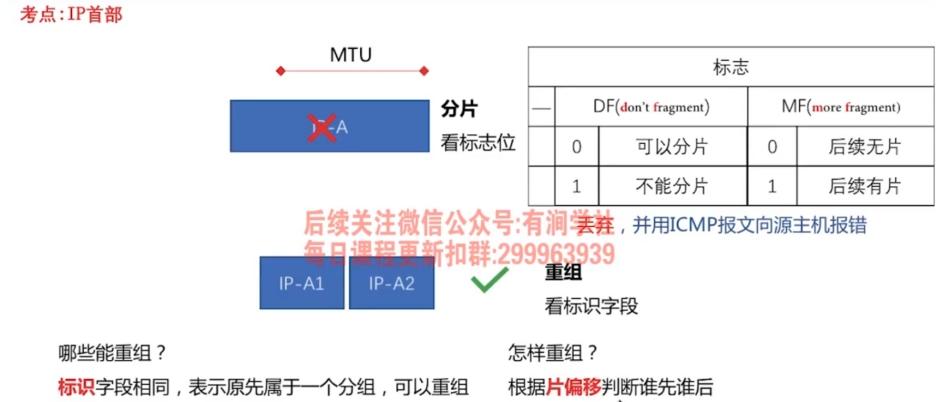 考点:IP首部
MTU
标志
— DF(don't fragment) MF(more fragment)
0 可以分片 0 后续无片
1 不能分片 1 后续有片
IP-A
分片
看标志位
丢弃，并用ICMP报文向源主机报错
后续关注微信公众号:有涧学社
每日课程更新扣群:299963939
IP-A1 IP-A2
重组
看标识字段
哪些能重组？
标识字段相同，表示原先属于一个分组，可以重组
怎样重组？
根据片偏移判断谁先谁后